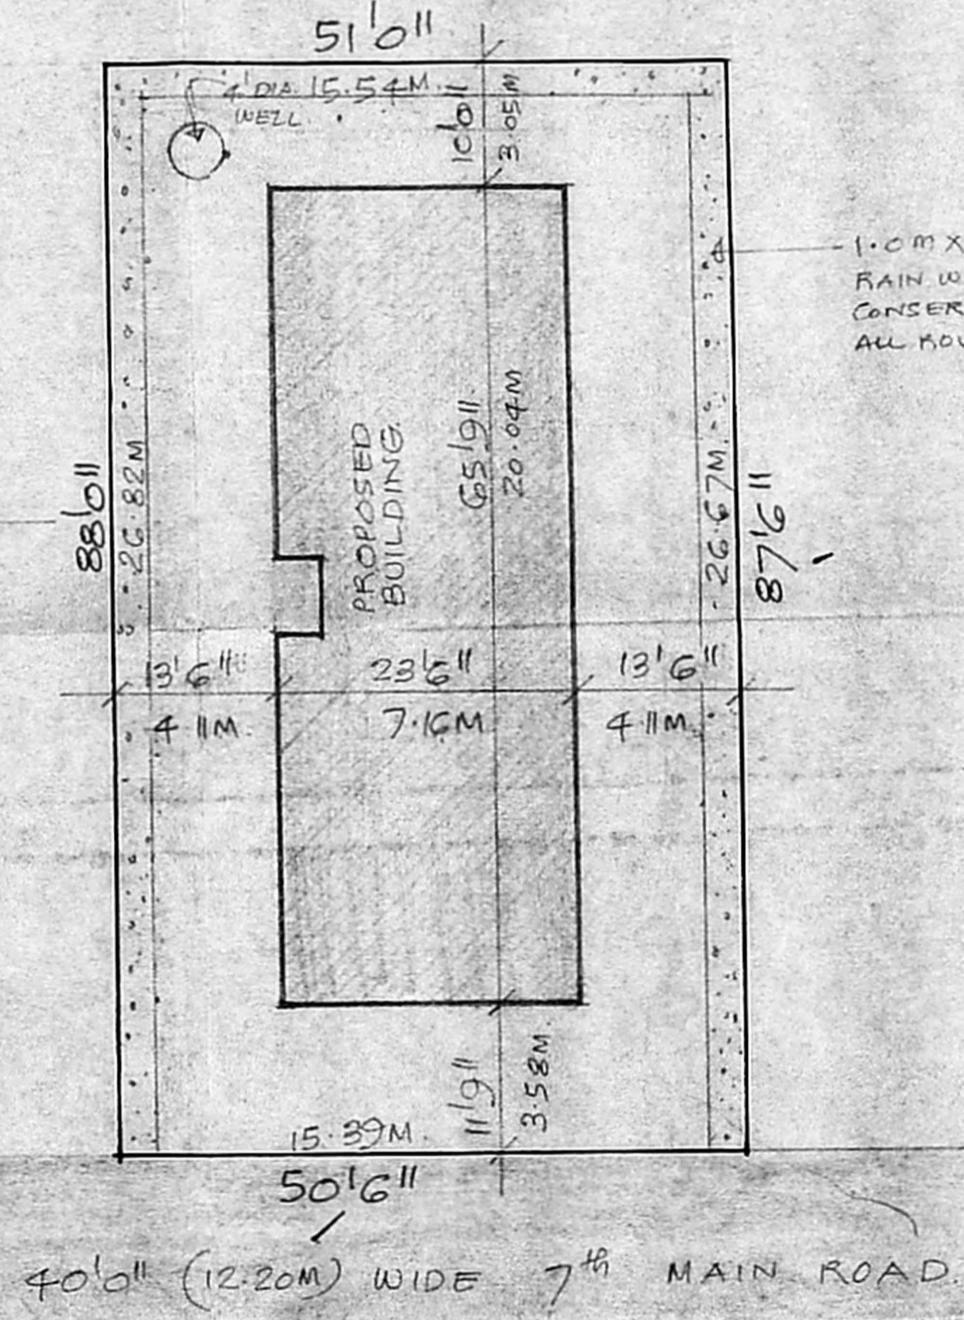 51'0"
4' DIA. 15.54M
WELL.
10'0"
3.05M
1.0M X
RAIN W
CONSER
ALL ROU
PROPOSED
BUILDING.
65'9"
20.04M
88'0"
26.82M
26.67M.
87'6"
13'6" 23'6" 13'6"
4.11M. 7.16M 4.11M.
11'9"
3.58M.
15.39M.
50'6"
40'0" (12.20M) WIDE 7th MAIN ROAD.